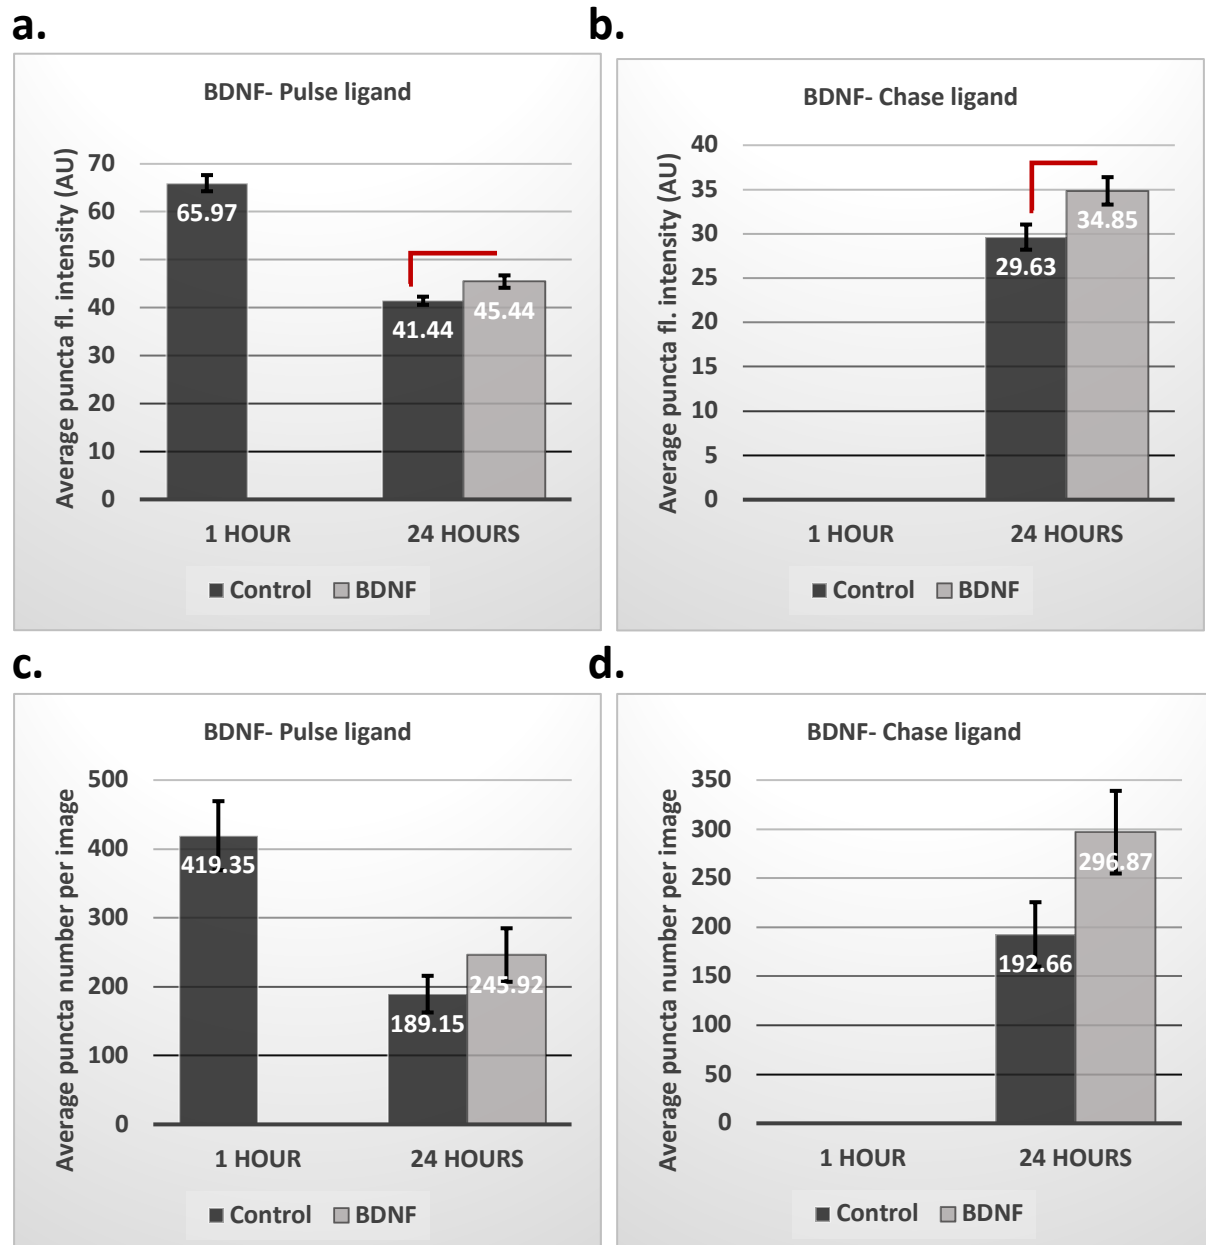 a.
BDNF- Pulse ligand
Average puncta fl. intensity (AU)
70
60
50
40
30
20
10
0
65.97
41.44
45.44
1 HOUR
24 HOURS
Control
BDNF
b.
BDNF- Chase ligand
Average puncta fl. intensity (AU)
40
35
30
25
20
15
10
5
0
29.63
34.85
1 HOUR
24 HOURS
Control
BDNF
c.
BDNF- Pulse ligand
Average puncta number per image
500
400
300
200
100
0
419.35
189.15
245.92
1 HOUR
24 HOURS
Control
BDNF
d.
BDNF- Chase ligand
Average puncta number per image
350
300
250
200
150
100
50
0
192.66
296.87
1 HOUR
24 HOURS
Control
BDNF